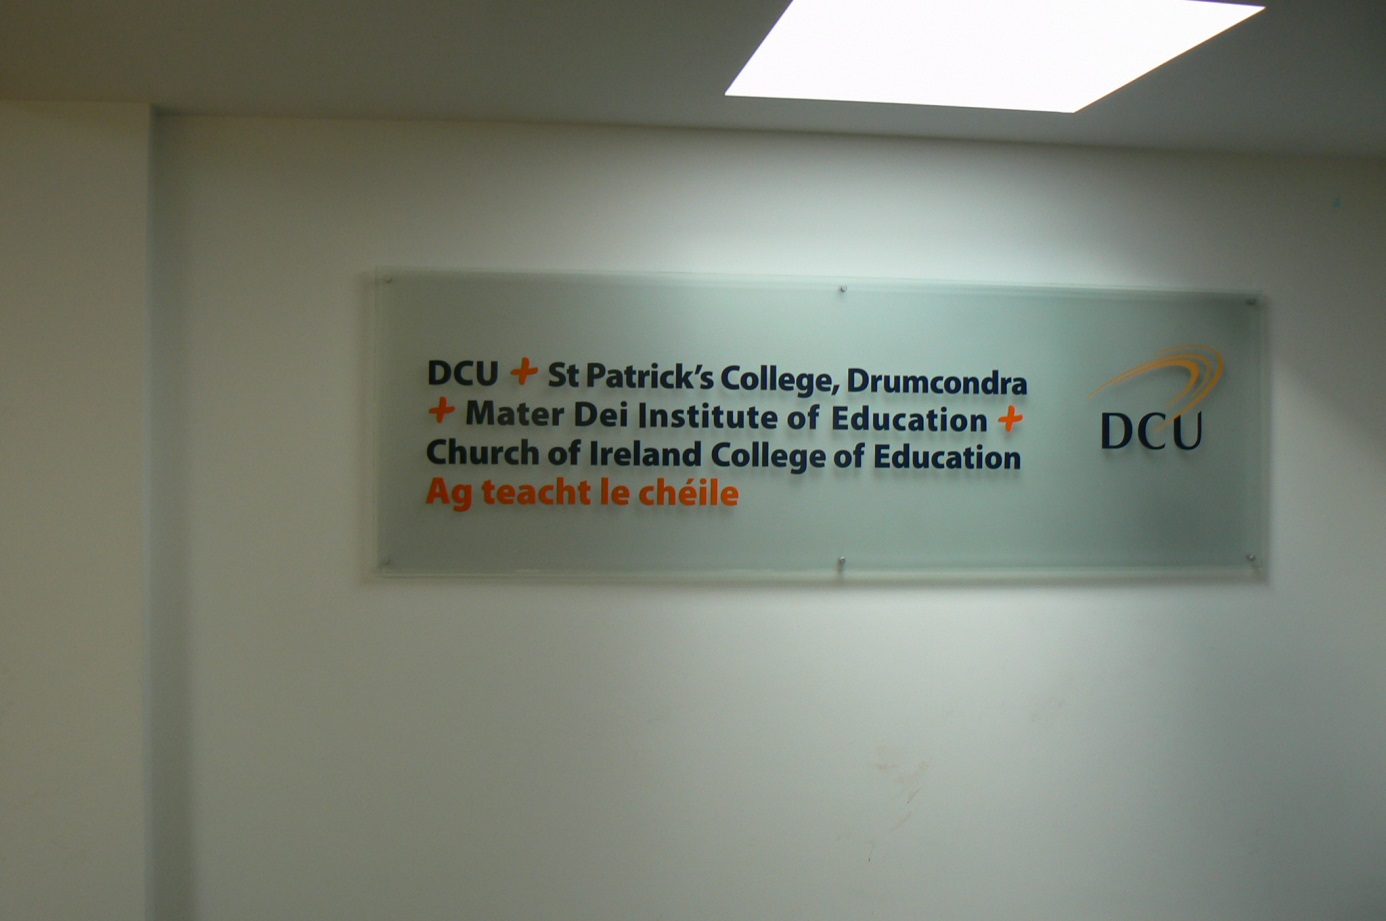 DCU + St Patrick's College, Drumcondra
+ Mater Dei Institute of Education +
Church of Ireland College of Education
Ag teacht le chéile
DCU